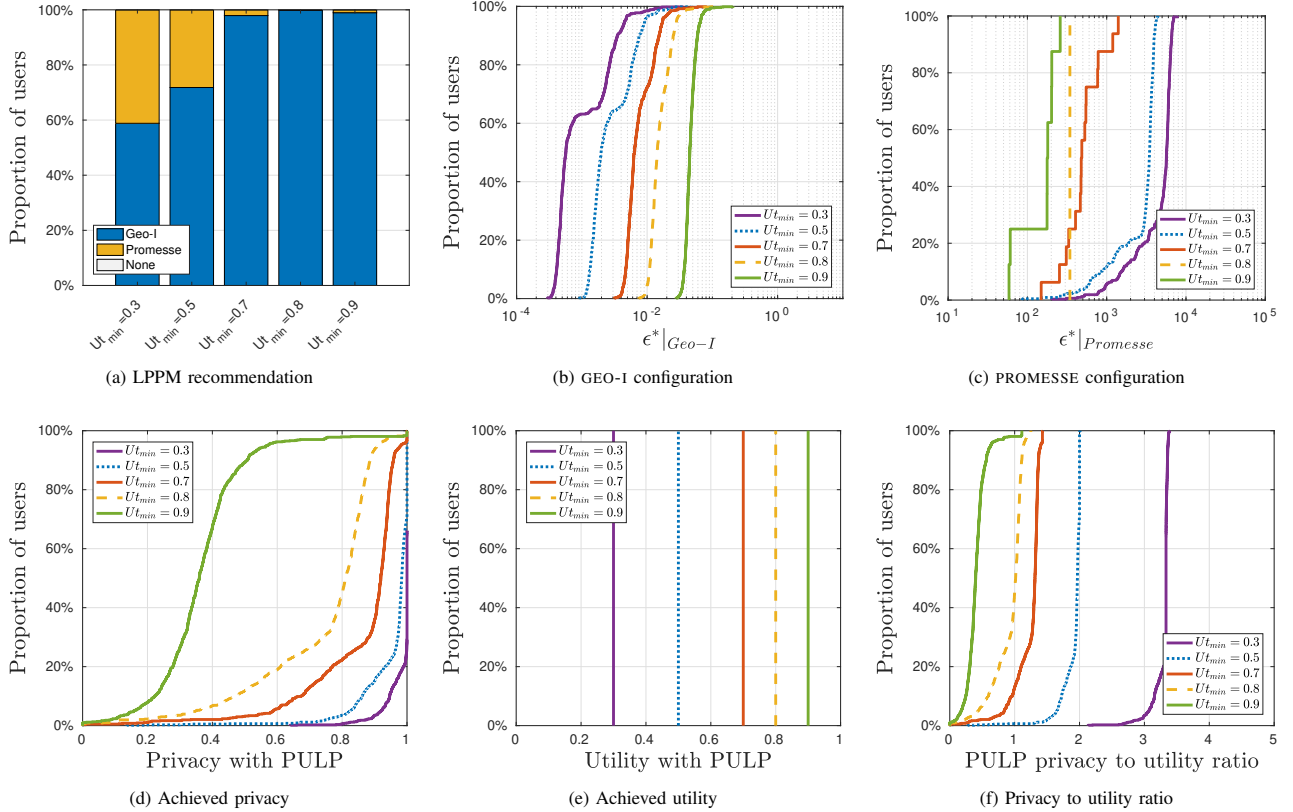 100%
80%
60%
40%
20%
0%
Proportion of users
Geo-I
Promesse
None
Ut min =0.3
Ut min =0.5
Ut min =0.7
Ut min =0.8
Ut min =0.9
(a) LPPM recommendation
100%
80%
60%
40%
20%
0%
Proportion of users
Ut_min = 0.3
Ut_min = 0.5
Ut_min = 0.7
Ut_min = 0.8
Ut_min = 0.9
10^-4 10^-2 10^0
ϵ*|Geo−I
(b) GEO-I configuration
100%
80%
60%
40%
20%
0%
Proportion of users
Ut_min = 0.3
Ut_min = 0.5
Ut_min = 0.7
Ut_min = 0.8
Ut_min = 0.9
10^1 10^2 10^3 10^4 10^5
ϵ*|Promesse
(c) PROMESSE configuration
100%
80%
60%
40%
20%
0%
Proportion of users
Ut_min = 0.3
Ut_min = 0.5
Ut_min = 0.7
Ut_min = 0.8
Ut_min = 0.9
0 0.2 0.4 0.6 0.8 1
Privacy with PULP
(d) Achieved privacy
100%
80%
60%
40%
20%
0%
Proportion of users
Ut_min = 0.3
Ut_min = 0.5
Ut_min = 0.7
Ut_min = 0.8
Ut_min = 0.9
0 0.2 0.4 0.6 0.8 1
Utility with PULP
(e) Achieved utility
100%
80%
60%
40%
20%
0%
Proportion of users
Ut_min = 0.3
Ut_min = 0.5
Ut_min = 0.7
Ut_min = 0.8
Ut_min = 0.9
0 1 2 3 4 5
PULP privacy to utility ratio
(f) Privacy to utility ratio